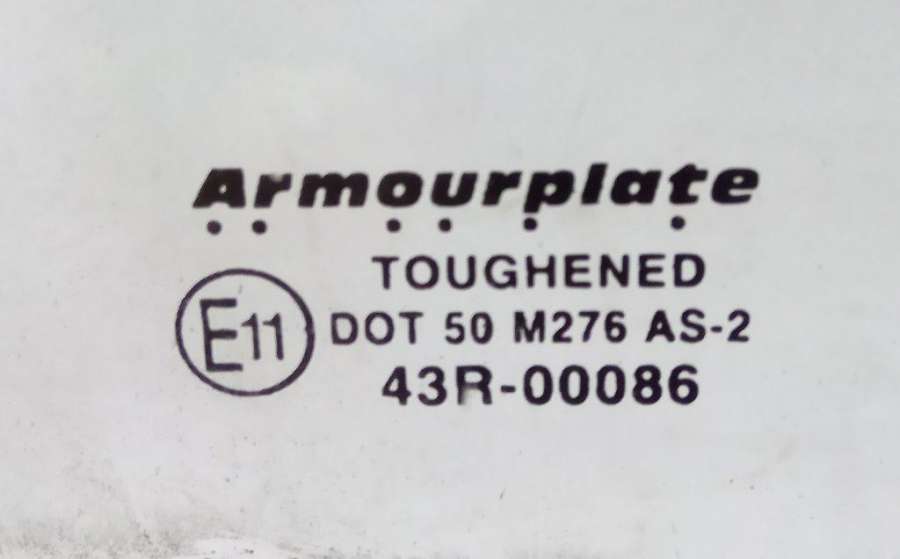 Armourplate
TOUGHENED
E11 DOT 50 M276 AS-2
43R-00086